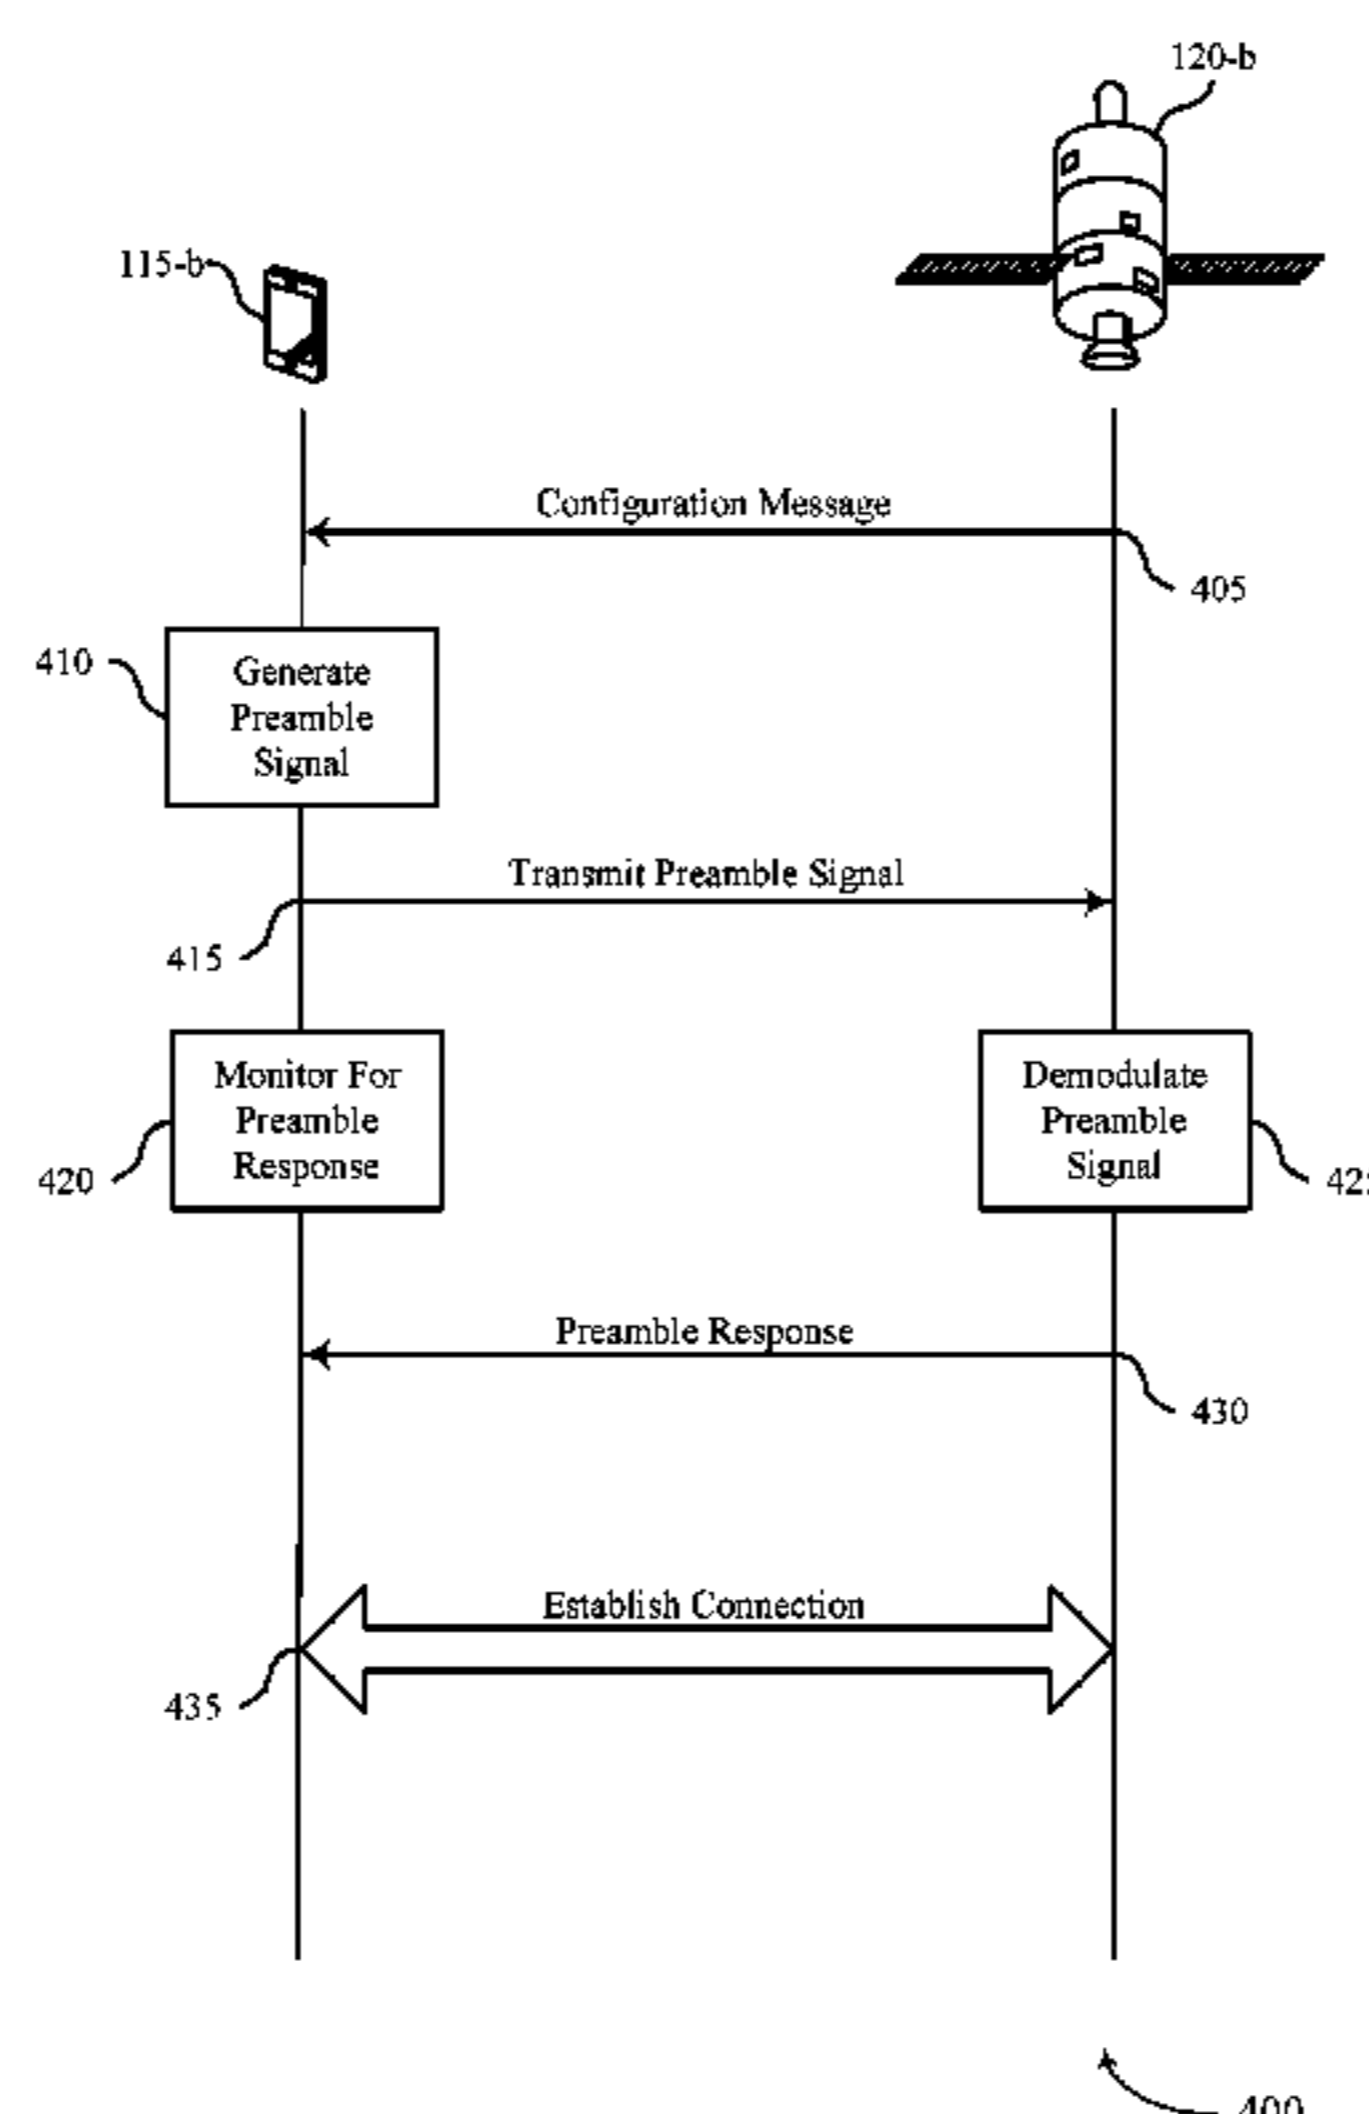 120-b
115-b
Configuration Message
405
410
Generate
Preamble
Signal
Transmit Preamble Signal
415
Monitor For
Preamble
Response
420
Demodulate
Preamble
Signal
Preamble Response
430
Establish Connection
435
400